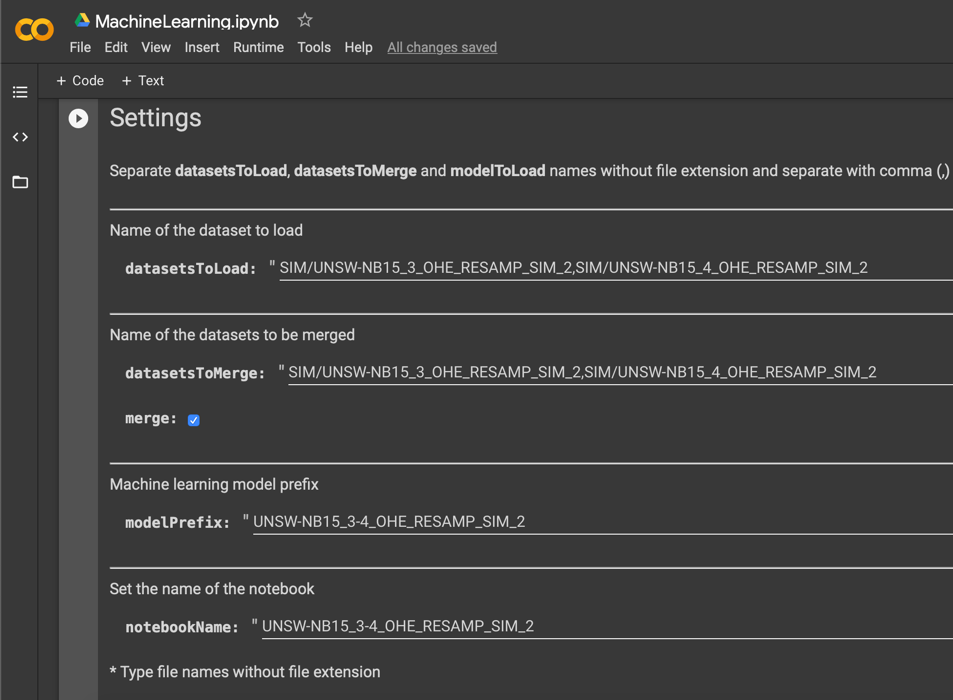 MachineLearning.ipynb
File Edit View Insert Runtime Tools Help All changes saved
+ Code + Text
Settings
Separate datasetsToLoad, datasetsToMerge and modelToLoad names without file extension and separate with comma (,)
Name of the dataset to load
datasetsToLoad: " SIM/UNSW-NB15_3_OHE_RESAMP_SIM_2,SIM/UNSW-NB15_4_OHE_RESAMP_SIM_2
Name of the datasets to be merged
datasetsToMerge: " SIM/UNSW-NB15_3_OHE_RESAMP_SIM_2,SIM/UNSW-NB15_4_OHE_RESAMP_SIM_2
merge:
Machine learning model prefix
modelPrefix: " UNSW-NB15_3-4_OHE_RESAMP_SIM_2
Set the name of the notebook
notebookName: " UNSW-NB15_3-4_OHE_RESAMP_SIM_2
* Type file names without file extension